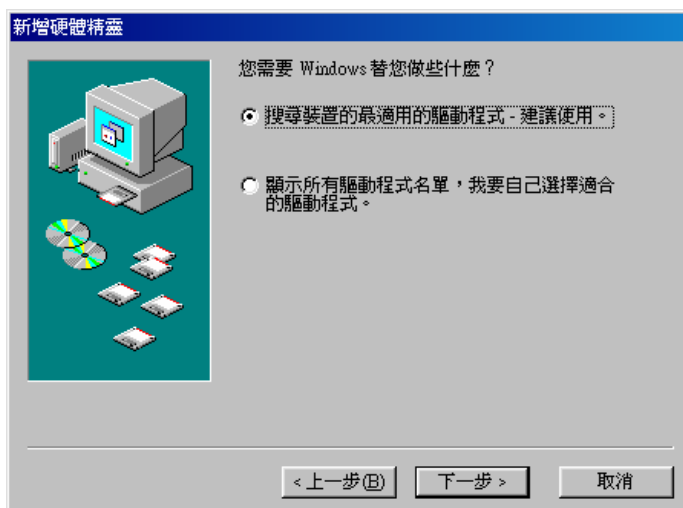 新增硬體精靈
您需要 Windows 替您做些什麼？
搜尋裝置的最適用的驅動程式 - 建議使用。
顯示所有驅動程式名單，我要自己選擇適合
的驅動程式。
<上一步(B)
下一步>
取消